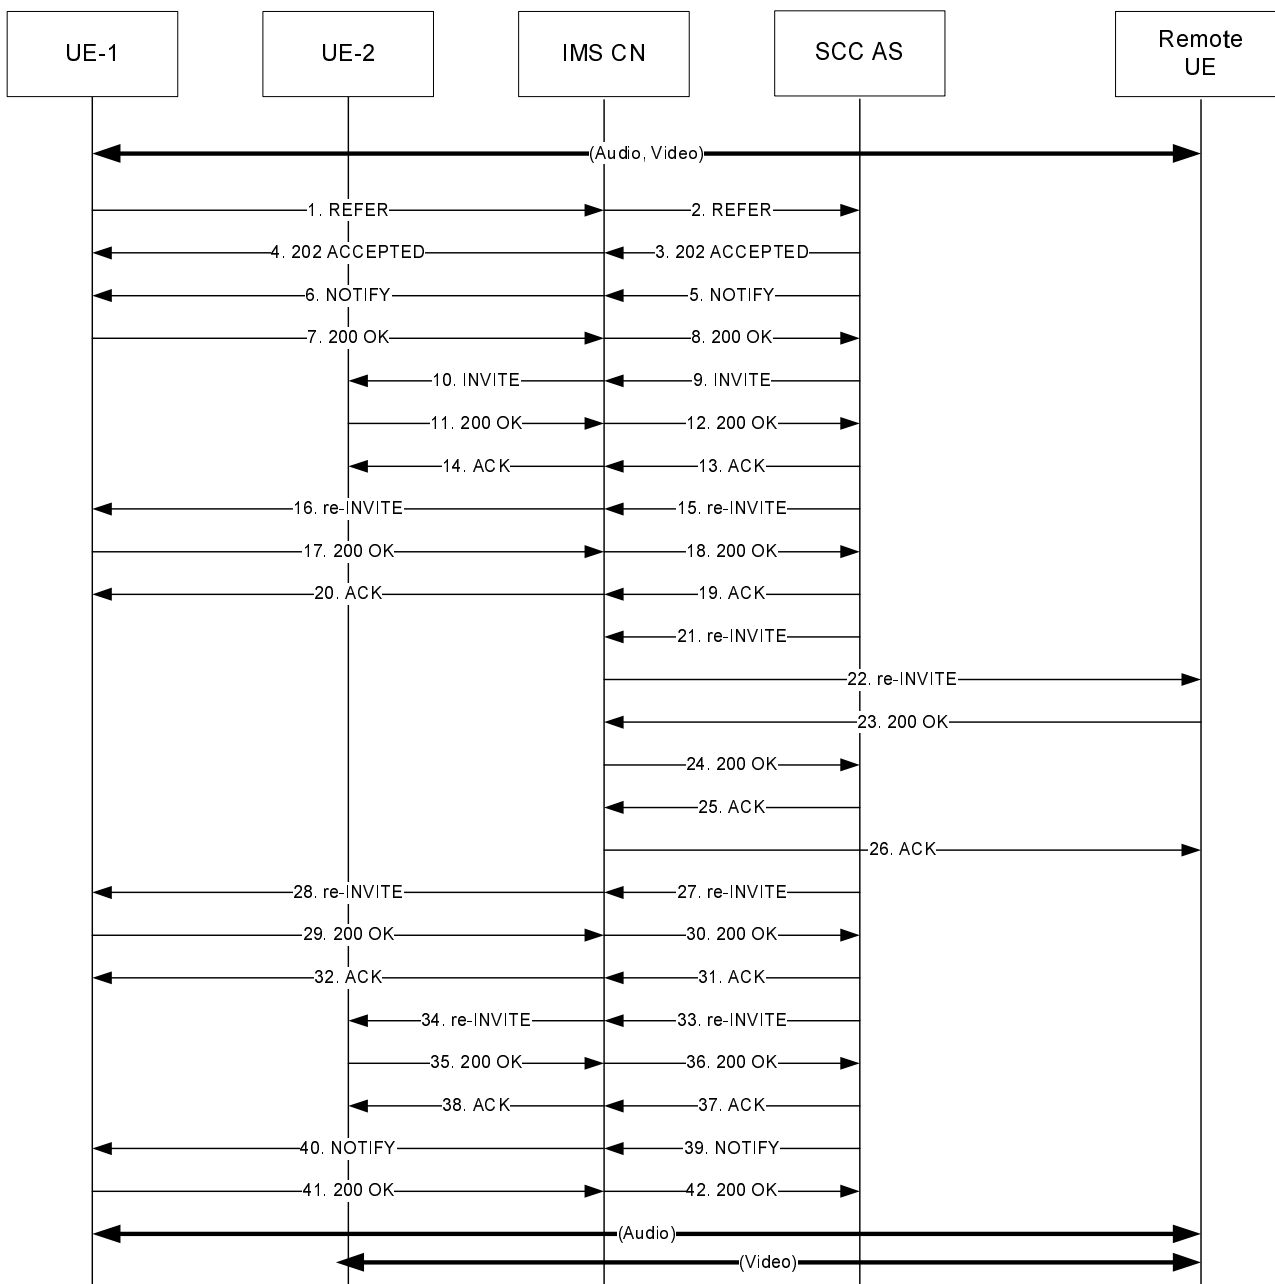 UE-1
UE-2
IMS CN
SCC AS
Remote
UE
(Audio, Video)
1. REFER
2. REFER
4. 202 ACCEPTED
3. 202 ACCEPTED
6. NOTIFY
5. NOTIFY
7. 200 OK
8. 200 OK
10. INVITE
9. INVITE
11. 200 OK
12. 200 OK
14. ACK
13. ACK
16. re-INVITE
15. re-INVITE
17. 200 OK
18. 200 OK
20. ACK
19. ACK
21. re-INVITE
22. re-INVITE
23. 200 OK
24. 200 OK
25. ACK
26. ACK
28. re-INVITE
27. re-INVITE
29. 200 OK
30. 200 OK
32. ACK
31. ACK
34. re-INVITE
33. re-INVITE
35. 200 OK
36. 200 OK
38. ACK
37. ACK
40. NOTIFY
39. NOTIFY
41. 200 OK
42. 200 OK
(Audio)
(Video)